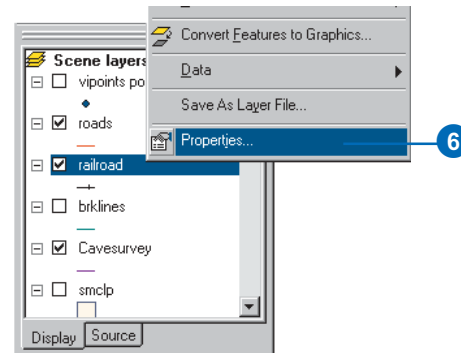 Convert Features to Graphics...
Data
Save As Layer File...
Properties...
6
Scene layers
vipoints po
roads
railroad
brklines
Cavesurvey
smclp
Display
Source